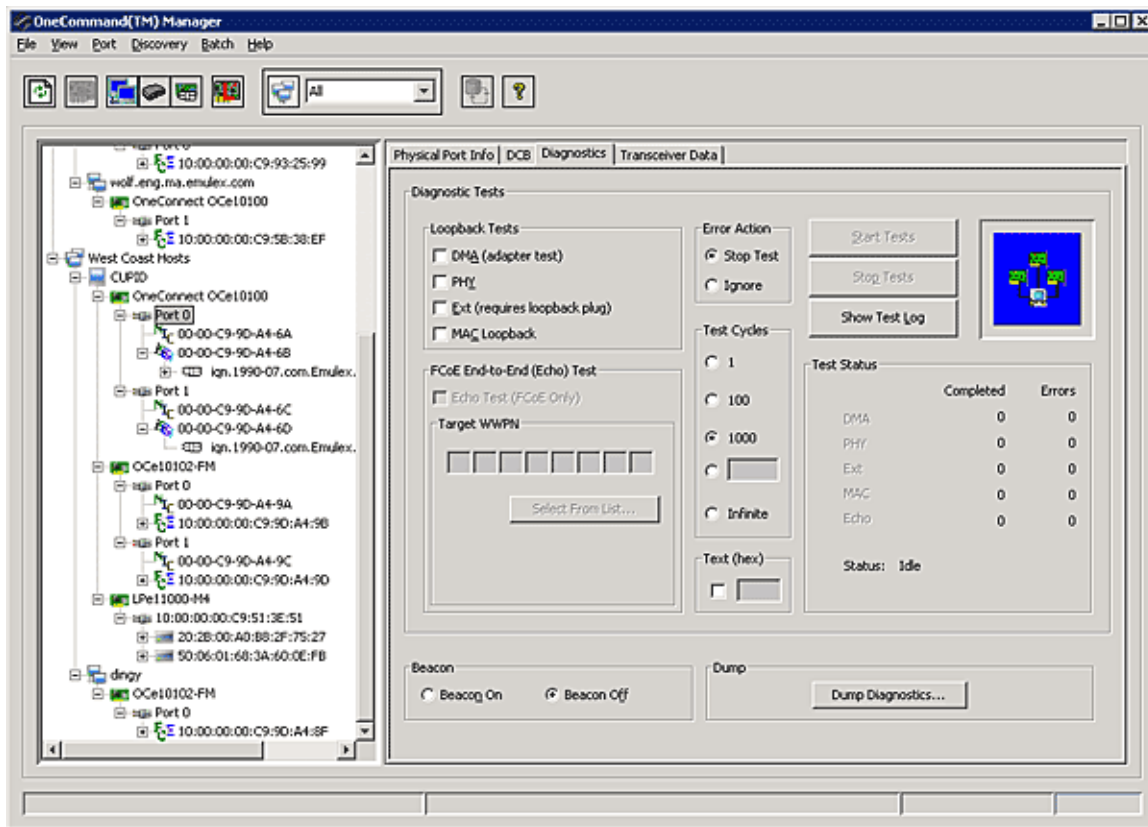 OneCommand(TM) Manager
File View Port Discovery Batch Help
All
10:00:00:00:C9:93:25:99
wolf.eng.ma.emulex.com
OneConnect OCe10100
Port 1
10:00:00:00:C9:5B:38:EF
West Coast Hosts
CUPID
OneConnect OCe10100
Port 0
00-00-C9-9D-A4-6A
00-00-C9-9D-A4-6B
iqn.1990-07.com.Emulex.
Port 1
00-00-C9-9D-A4-6C
00-00-C9-9D-A4-6D
iqn.1990-07.com.Emulex.
OCe10102-FM
Port 0
00-00-C9-9D-A4-9A
10:00:00:00:C9:9D:A4:9B
Port 1
00-00-C9-9D-A4-9C
10:00:00:00:C9:9D:A4:9D
LPe11000-M4
10:00:00:00:C9:51:3E:51
20:2B:00:A0:B8:2F:75:27
50:06:01:68:3A:60:0E:FB
dingy
OCe10102-FM
Port 0
10:00:00:00:C9:9D:A4:8F
Physical Port Info DCB Diagnostics Transceiver Data
Diagnostic Tests
Loopback Tests
DMA (adapter test)
PHY
Ext (requires loopback plug)
MAC Loopback
FCoE End-to-End (Echo) Test
Echo Test (FCoE Only)
Target WWPN
Select From List...
Error Action
Stop Test
Ignore
Test Cycles
1
100
1000
Infinite
Text (hex)
Start Tests
Stop Tests
Show Test Log
Test Status
Completed Errors
DMA 0 0
PHY 0 0
Ext 0 0
MAC 0 0
Echo 0 0
Status: Idle
Beacon
Beacon On Beacon Off
Dump
Dump Diagnostics...